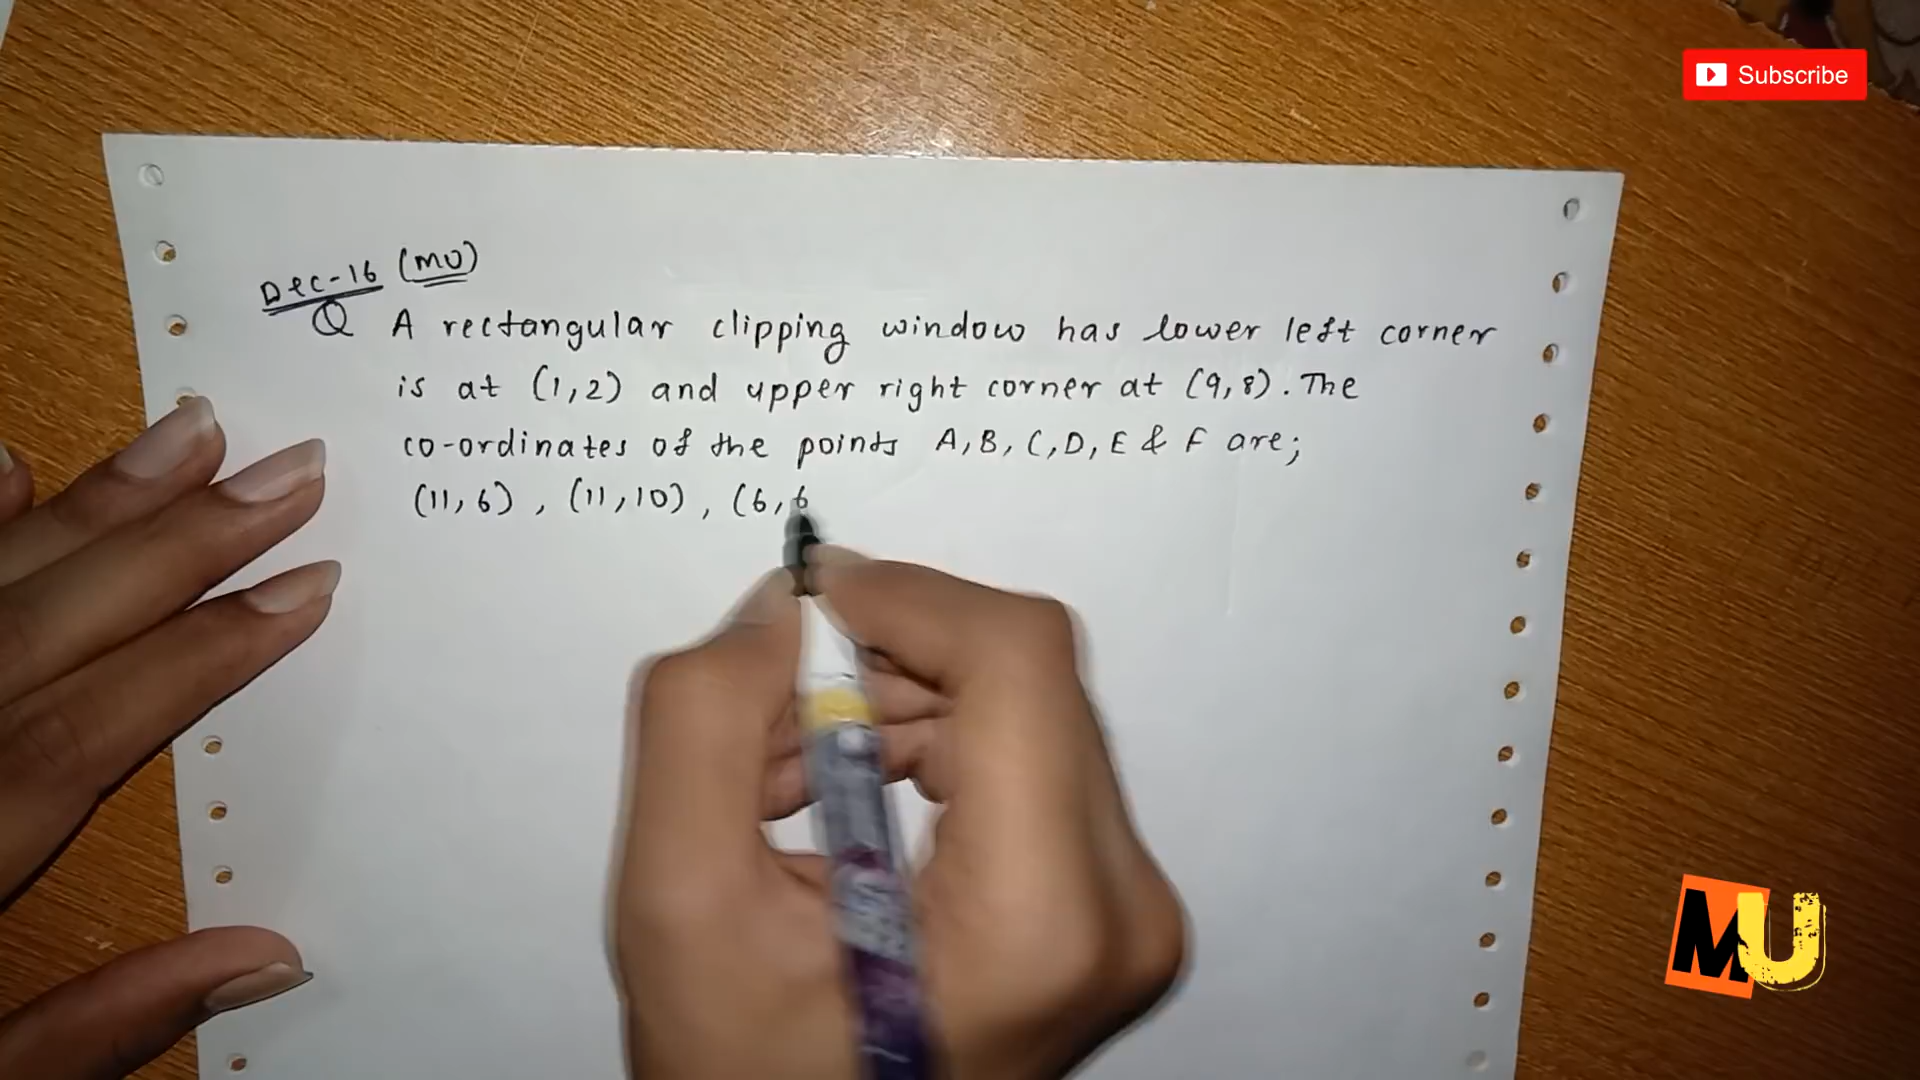 Subscribe
Dec-16 (MU)
Q A rectangular clipping window has lower left corner
is at (1,2) and upper right corner at (9,8). The
co-ordinates of the points A, B, C, D, E & F are;
(11,6), (11,10), (6,6
MU